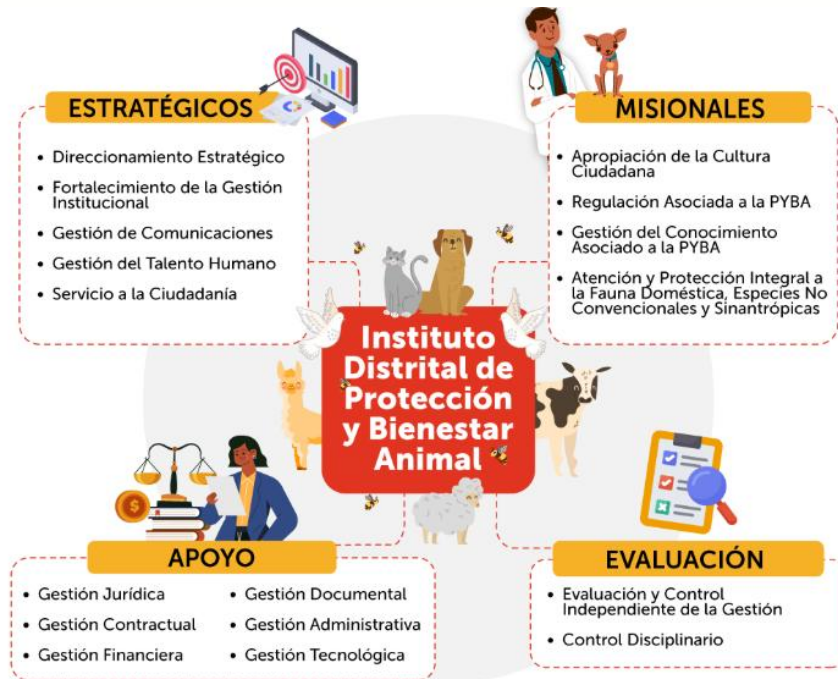 ESTRATÉGICOS
• Direccionamiento Estratégico
• Fortalecimiento de la Gestión
Institucional
• Gestión de Comunicaciones
• Gestión del Talento Humano
• Servicio a la Ciudadanía
MISIONALES
• Apropiación de la Cultura
Ciudadana
• Regulación Asociada a la PYBA
• Gestión del Conocimiento
Asociado a la PYBA
• Atención y Protección Integral a
la Fauna Doméstica, Especies No
Convencionales y Sinantrópicas
Instituto
Distrital de
Protección
y Bienestar
Animal
APOYO
• Gestión Jurídica
• Gestión Contractual
• Gestión Financiera
• Gestión Documental
• Gestión Administrativa
• Gestión Tecnológica
EVALUACIÓN
• Evaluación y Control
Independiente de la Gestión
• Control Disciplinario